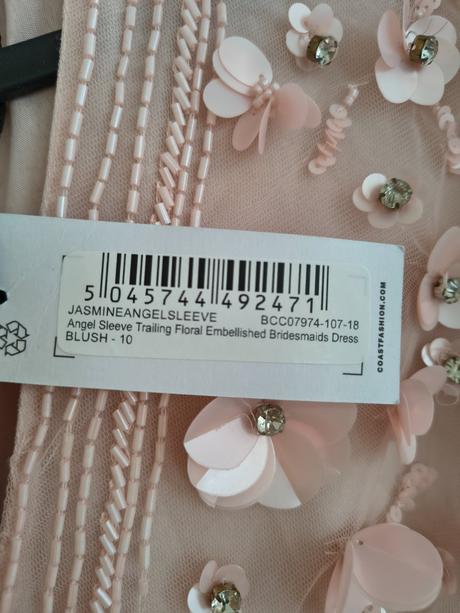 5 045744 492471
JASMINEANGELSLEEVE BCC07974-107-18
Angel Sleeve Trailing Floral Embellished Bridesmaids Dress
BLUSH - 10
COASTFASHION.COM